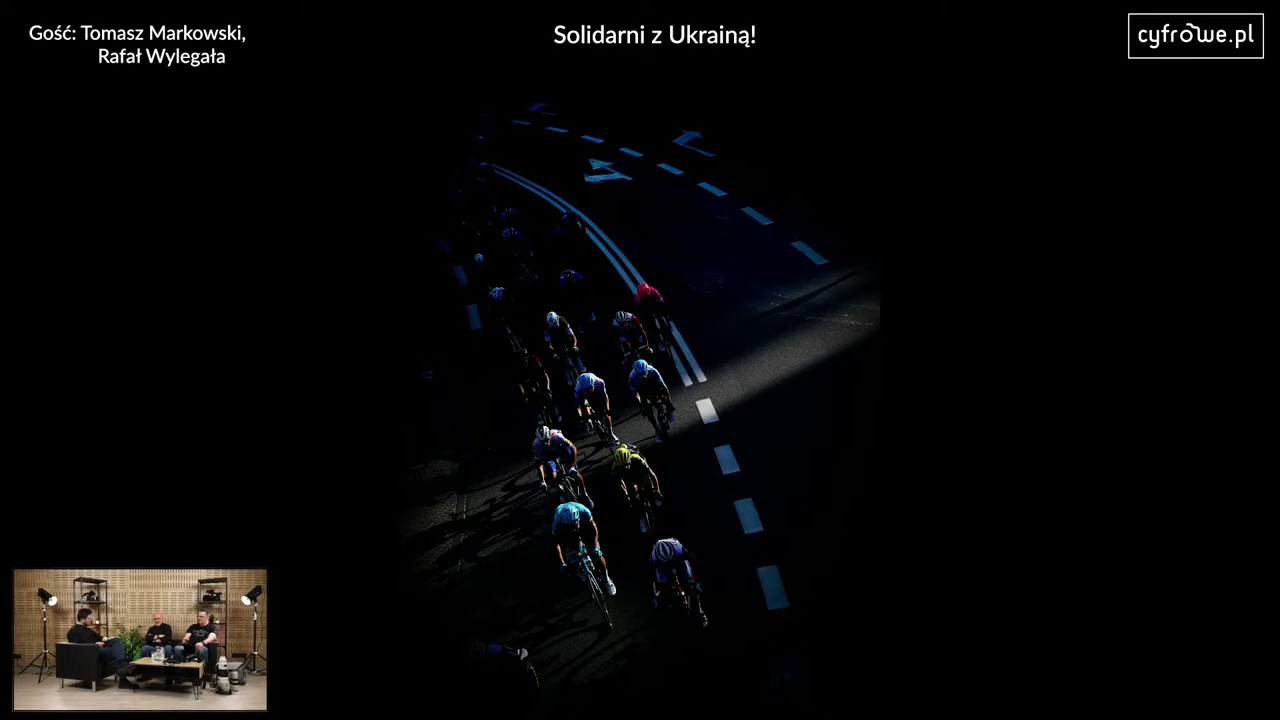 Gość: Tomasz Markowski,
Rafał Wylegała
Solidarni z Ukrainą!
cyfrowe.pl